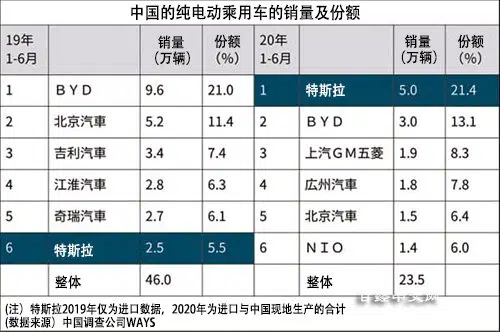 中国的纯电动乘用车的销量及份额
19年 1-6月 销量 (万辆) 份额 (%) 20年 1-6月 销量 (万辆) 份额 (%)
1 ＢＹＤ 9.6 21.0 1 特斯拉 5.0 21.4
2 北京汽車 5.2 11.4 2 ＢＹＤ 3.0 13.1
3 吉利汽車 3.4 7.4 3 上汽ＧＭ五菱 1.9 8.3
4 江淮汽車 2.8 6.3 4 広州汽車 1.8 7.8
5 奇瑞汽車 2.7 6.1 5 北京汽車 1.5 6.4
6 特斯拉 2.5 5.5 6 ＮＩＯ 1.4 6.0
整体 46.0 整体 23.5
(注）特斯拉2019年仅为进口数据，2020年为进口与中国现地生产的合计
(数据来源）中国调查公司WAYS